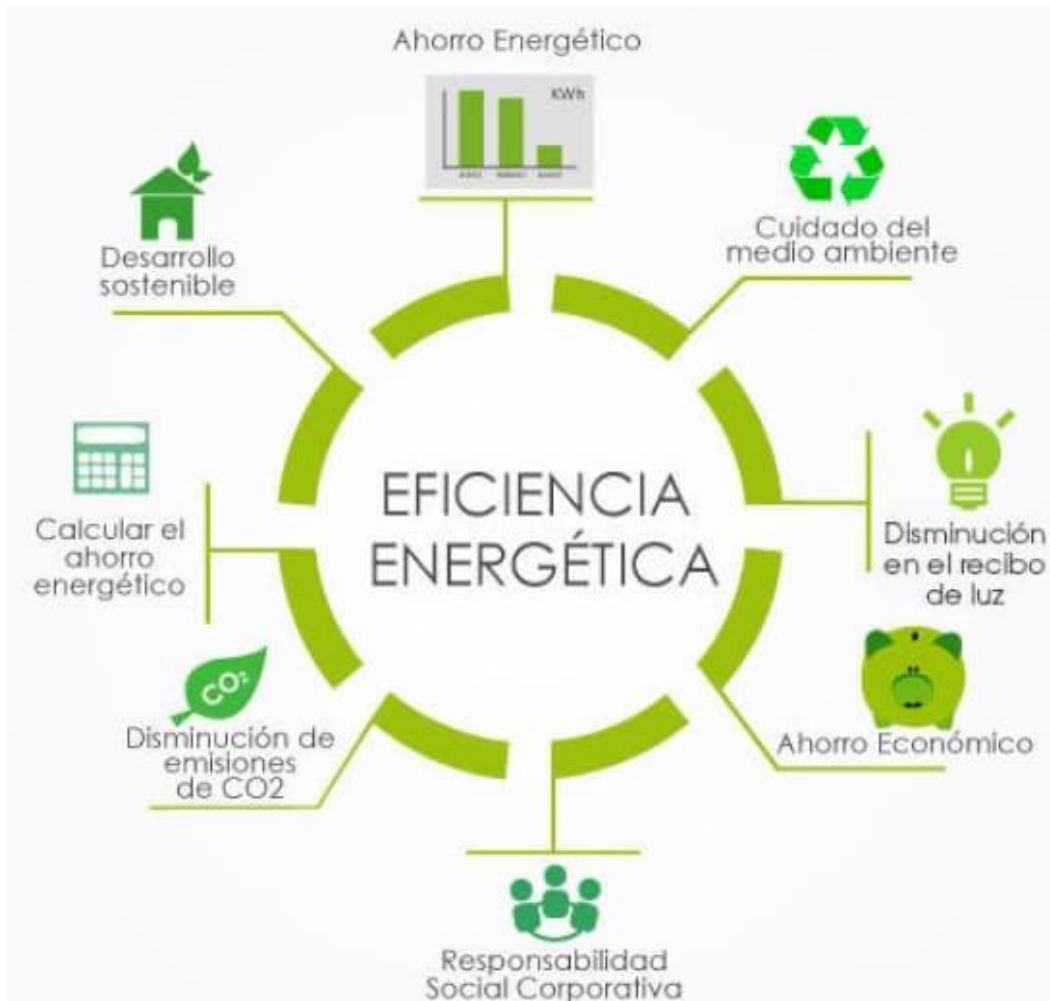 Ahorro Energético
KWh
Cuidado del
medio ambiente
Desarrollo
sostenible
EFICIENCIA
ENERGÉTICA
Disminución
en el recibo
de luz
Calcular el
ahorro
energético
CO2
Disminución de
emisiones
de CO2
Ahorro Económico
Responsabilidad
Social Corporativa